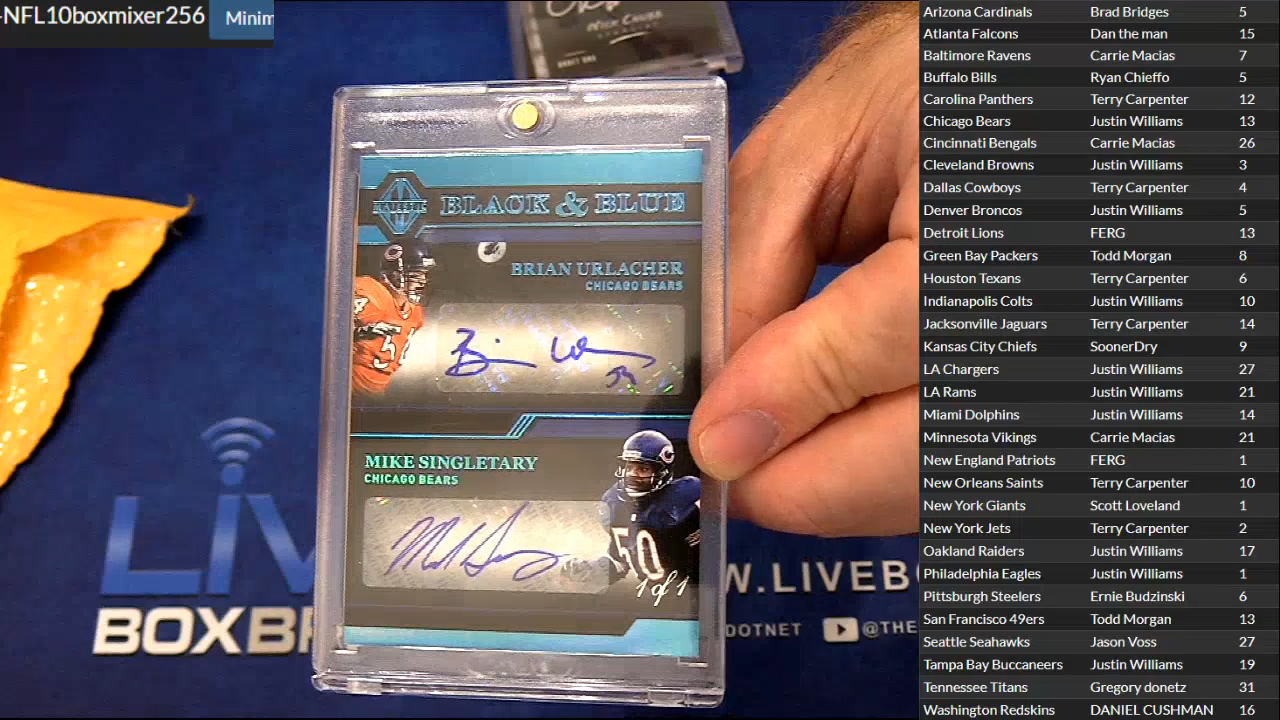 -NFL10boxmixer256
Minim
NICK CHUBB
MAJESTIC
BLACK & BLUE
BRIAN URLACHER
CHICAGO BEARS
54
MIKE SINGLETARY
CHICAGO BEARS
50
1 of 1
LIV
BOXB
W.LIVEB
DOTNET
@THE
Arizona Cardinals Brad Bridges 5
Atlanta Falcons Dan the man 15
Baltimore Ravens Carrie Macias 7
Buffalo Bills Ryan Chieffo 5
Carolina Panthers Terry Carpenter 12
Chicago Bears Justin Williams 13
Cincinnati Bengals Carrie Macias 26
Cleveland Browns Justin Williams 3
Dallas Cowboys Terry Carpenter 4
Denver Broncos Justin Williams 5
Detroit Lions FERG 13
Green Bay Packers Todd Morgan 8
Houston Texans Terry Carpenter 6
Indianapolis Colts Justin Williams 10
Jacksonville Jaguars Terry Carpenter 14
Kansas City Chiefs SoonerDry 9
LA Chargers Justin Williams 27
LA Rams Justin Williams 21
Miami Dolphins Justin Williams 14
Minnesota Vikings Carrie Macias 21
New England Patriots FERG 1
New Orleans Saints Terry Carpenter 10
New York Giants Scott Loveland 1
New York Jets Terry Carpenter 2
Oakland Raiders Justin Williams 17
Philadelphia Eagles Justin Williams 1
Pittsburgh Steelers Ernie Budzinski 6
San Francisco 49ers Todd Morgan 13
Seattle Seahawks Jason Voss 27
Tampa Bay Buccaneers Justin Williams 19
Tennessee Titans Gregory donetz 31
Washington Redskins DANIEL CUSHMAN 16